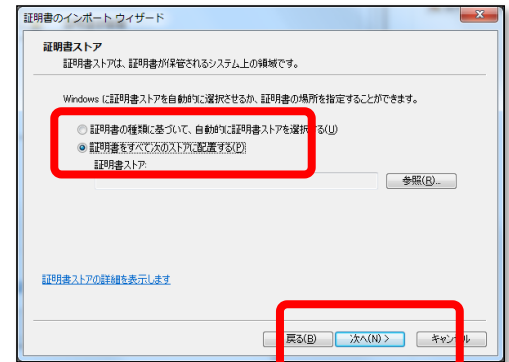 証明書のインポート ウィザード
証明書ストア
証明書ストアは、証明書が保管されるシステム上の領域です。
Windows に証明書ストアを自動的に選択させるか、証明書の場所を指定することができます。
証明書の種類に基づいて、自動的に証明書ストアを選択する(U)
証明書をすべて次のストアに配置する(P)
証明書ストア:
参照(R)...
証明書ストアの詳細を表示します
戻る(B) 次へ(N) > キャンセル